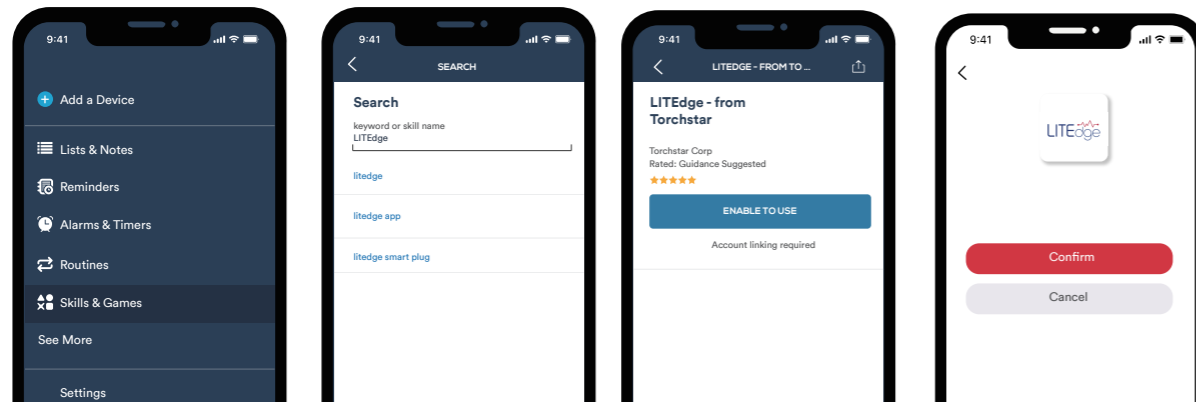 9:41
Add a Device
Lists & Notes
Reminders
Alarms & Timers
Routines
Skills & Games
See More
Settings
9:41
SEARCH
Search
keyword or skill name
LITEdge
litedge
litedge app
litedge smart plug
9:41
LITEDGE - FROM TO ...
LITEdge - from
Torchstar
Torchstar Corp
Rated: Guidance Suggested
ENABLE TO USE
Account linking required
9:41
LITEdge
Confirm
Cancel